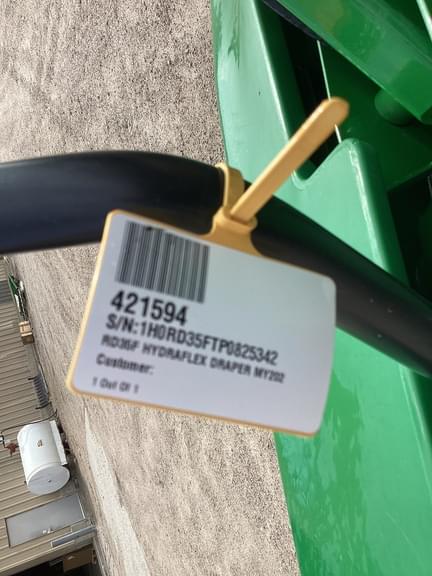 421594
S/N:1H0RD35FTP0825342
RD35F HYDRAFLEX DRAPER MY202
Customer:
1 Out Of 1